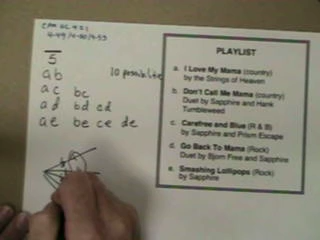 5
ab
10 possibilitie
ac bc
ad bd cd
ae be ce de
PLAYLIST
a. I Love My Mama (country)
by the Strings of Heaven
b. Don't Call Me Mama (country)
Duet by Sapphire and Hank
Tumbleweed
c. Carefree and Blue (R & B)
by Sapphire and Prism Escape
d. Go Back To Mama (Rock)
Duet by Bjorn Free and Sapphire
e. Smashing Lollipops (Rock)
by Sapphire